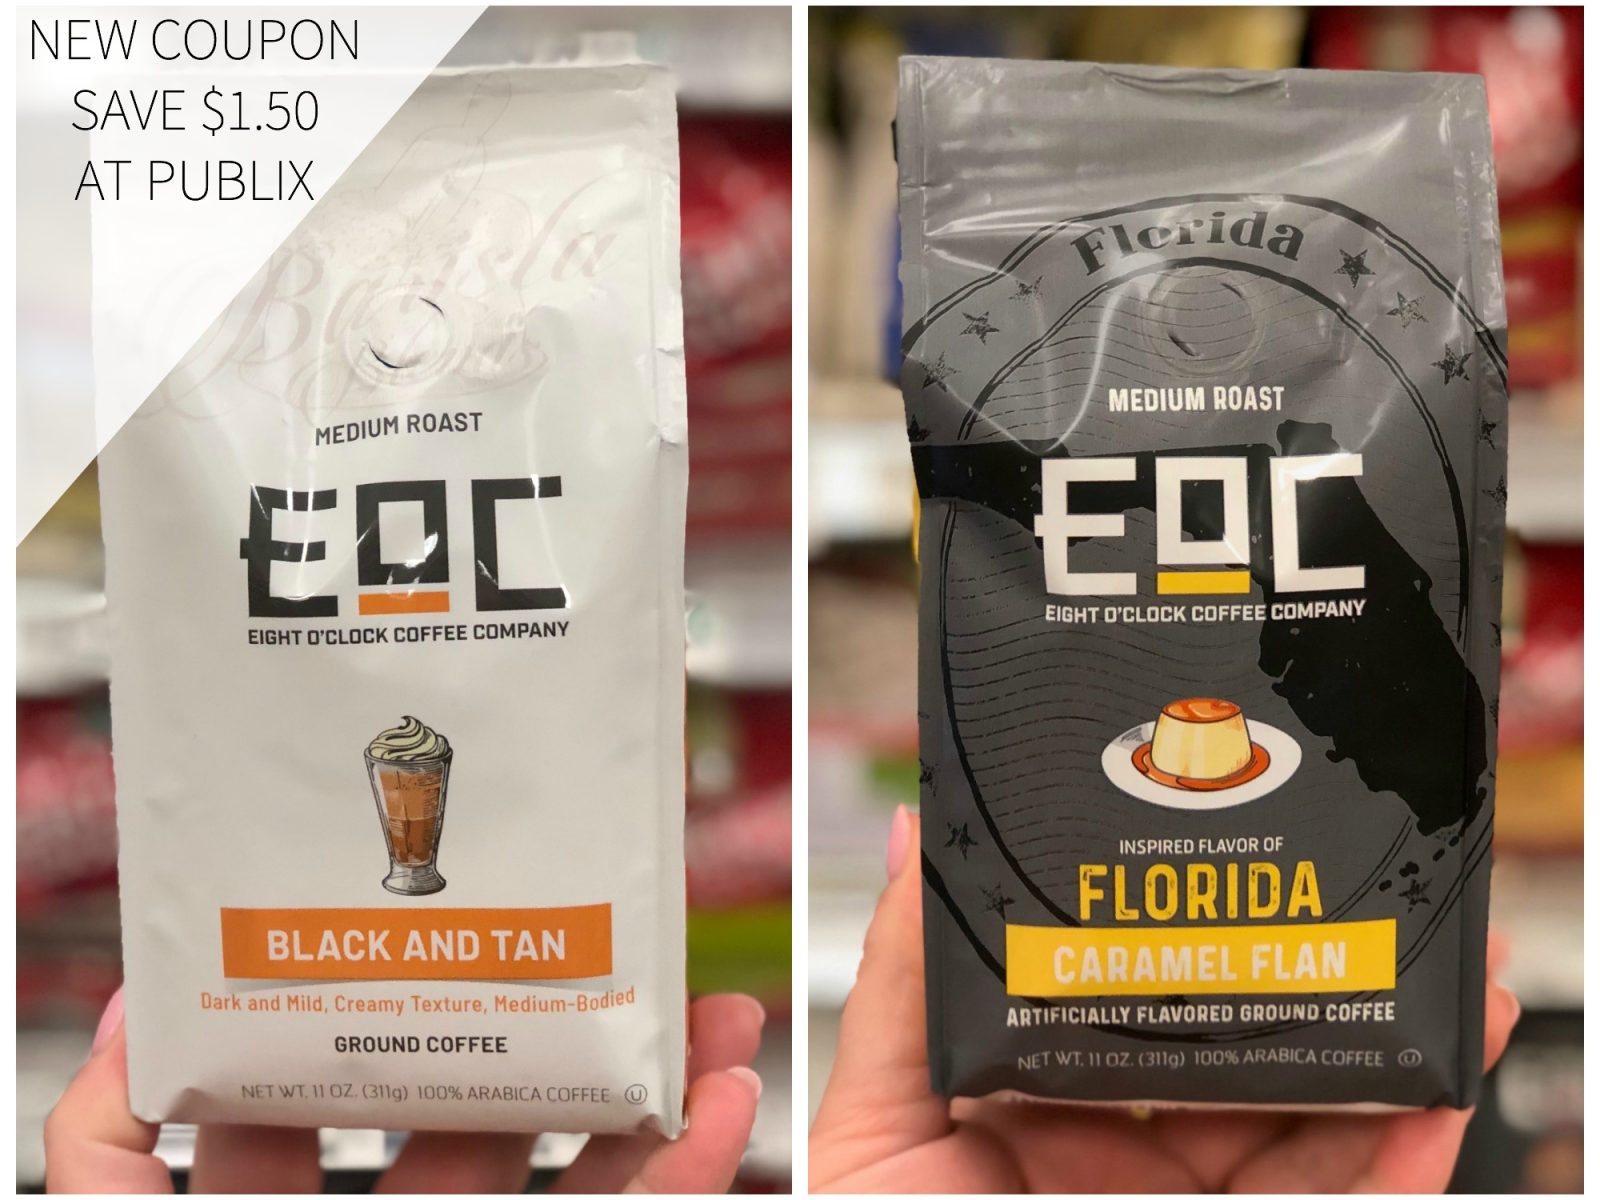 NEW COUPON
SAVE $1.50
AT PUBLIX
Barista
MEDIUM ROAST
EOC
EIGHT O'CLOCK COFFEE COMPANY
BLACK AND TAN
Dark and Mild, Creamy Texture, Medium-Bodied
GROUND COFFEE
NET WT. 11 OZ. (311g) 100% ARABICA COFFEE U
Florida
MEDIUM ROAST
EOC
EIGHT O'CLOCK COFFEE COMPANY
INSPIRED FLAVOR OF
FLORIDA
CARAMEL FLAN
ARTIFICIALLY FLAVORED GROUND COFFEE
NET WT. 11 OZ. (311g) 100% ARABICA COFFEE U